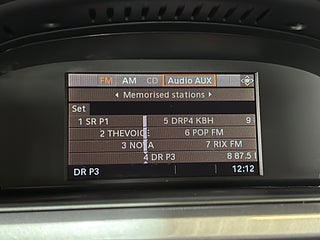 FM AM CD Audio AUX
Memorised stations
Set
1 SR P1 5 DRP4 KBH 9
2 THEVOICE 6 POP FM
3 NOVA 7 RIX FM
4 DR P3 8 87.5
DR P3 12:12